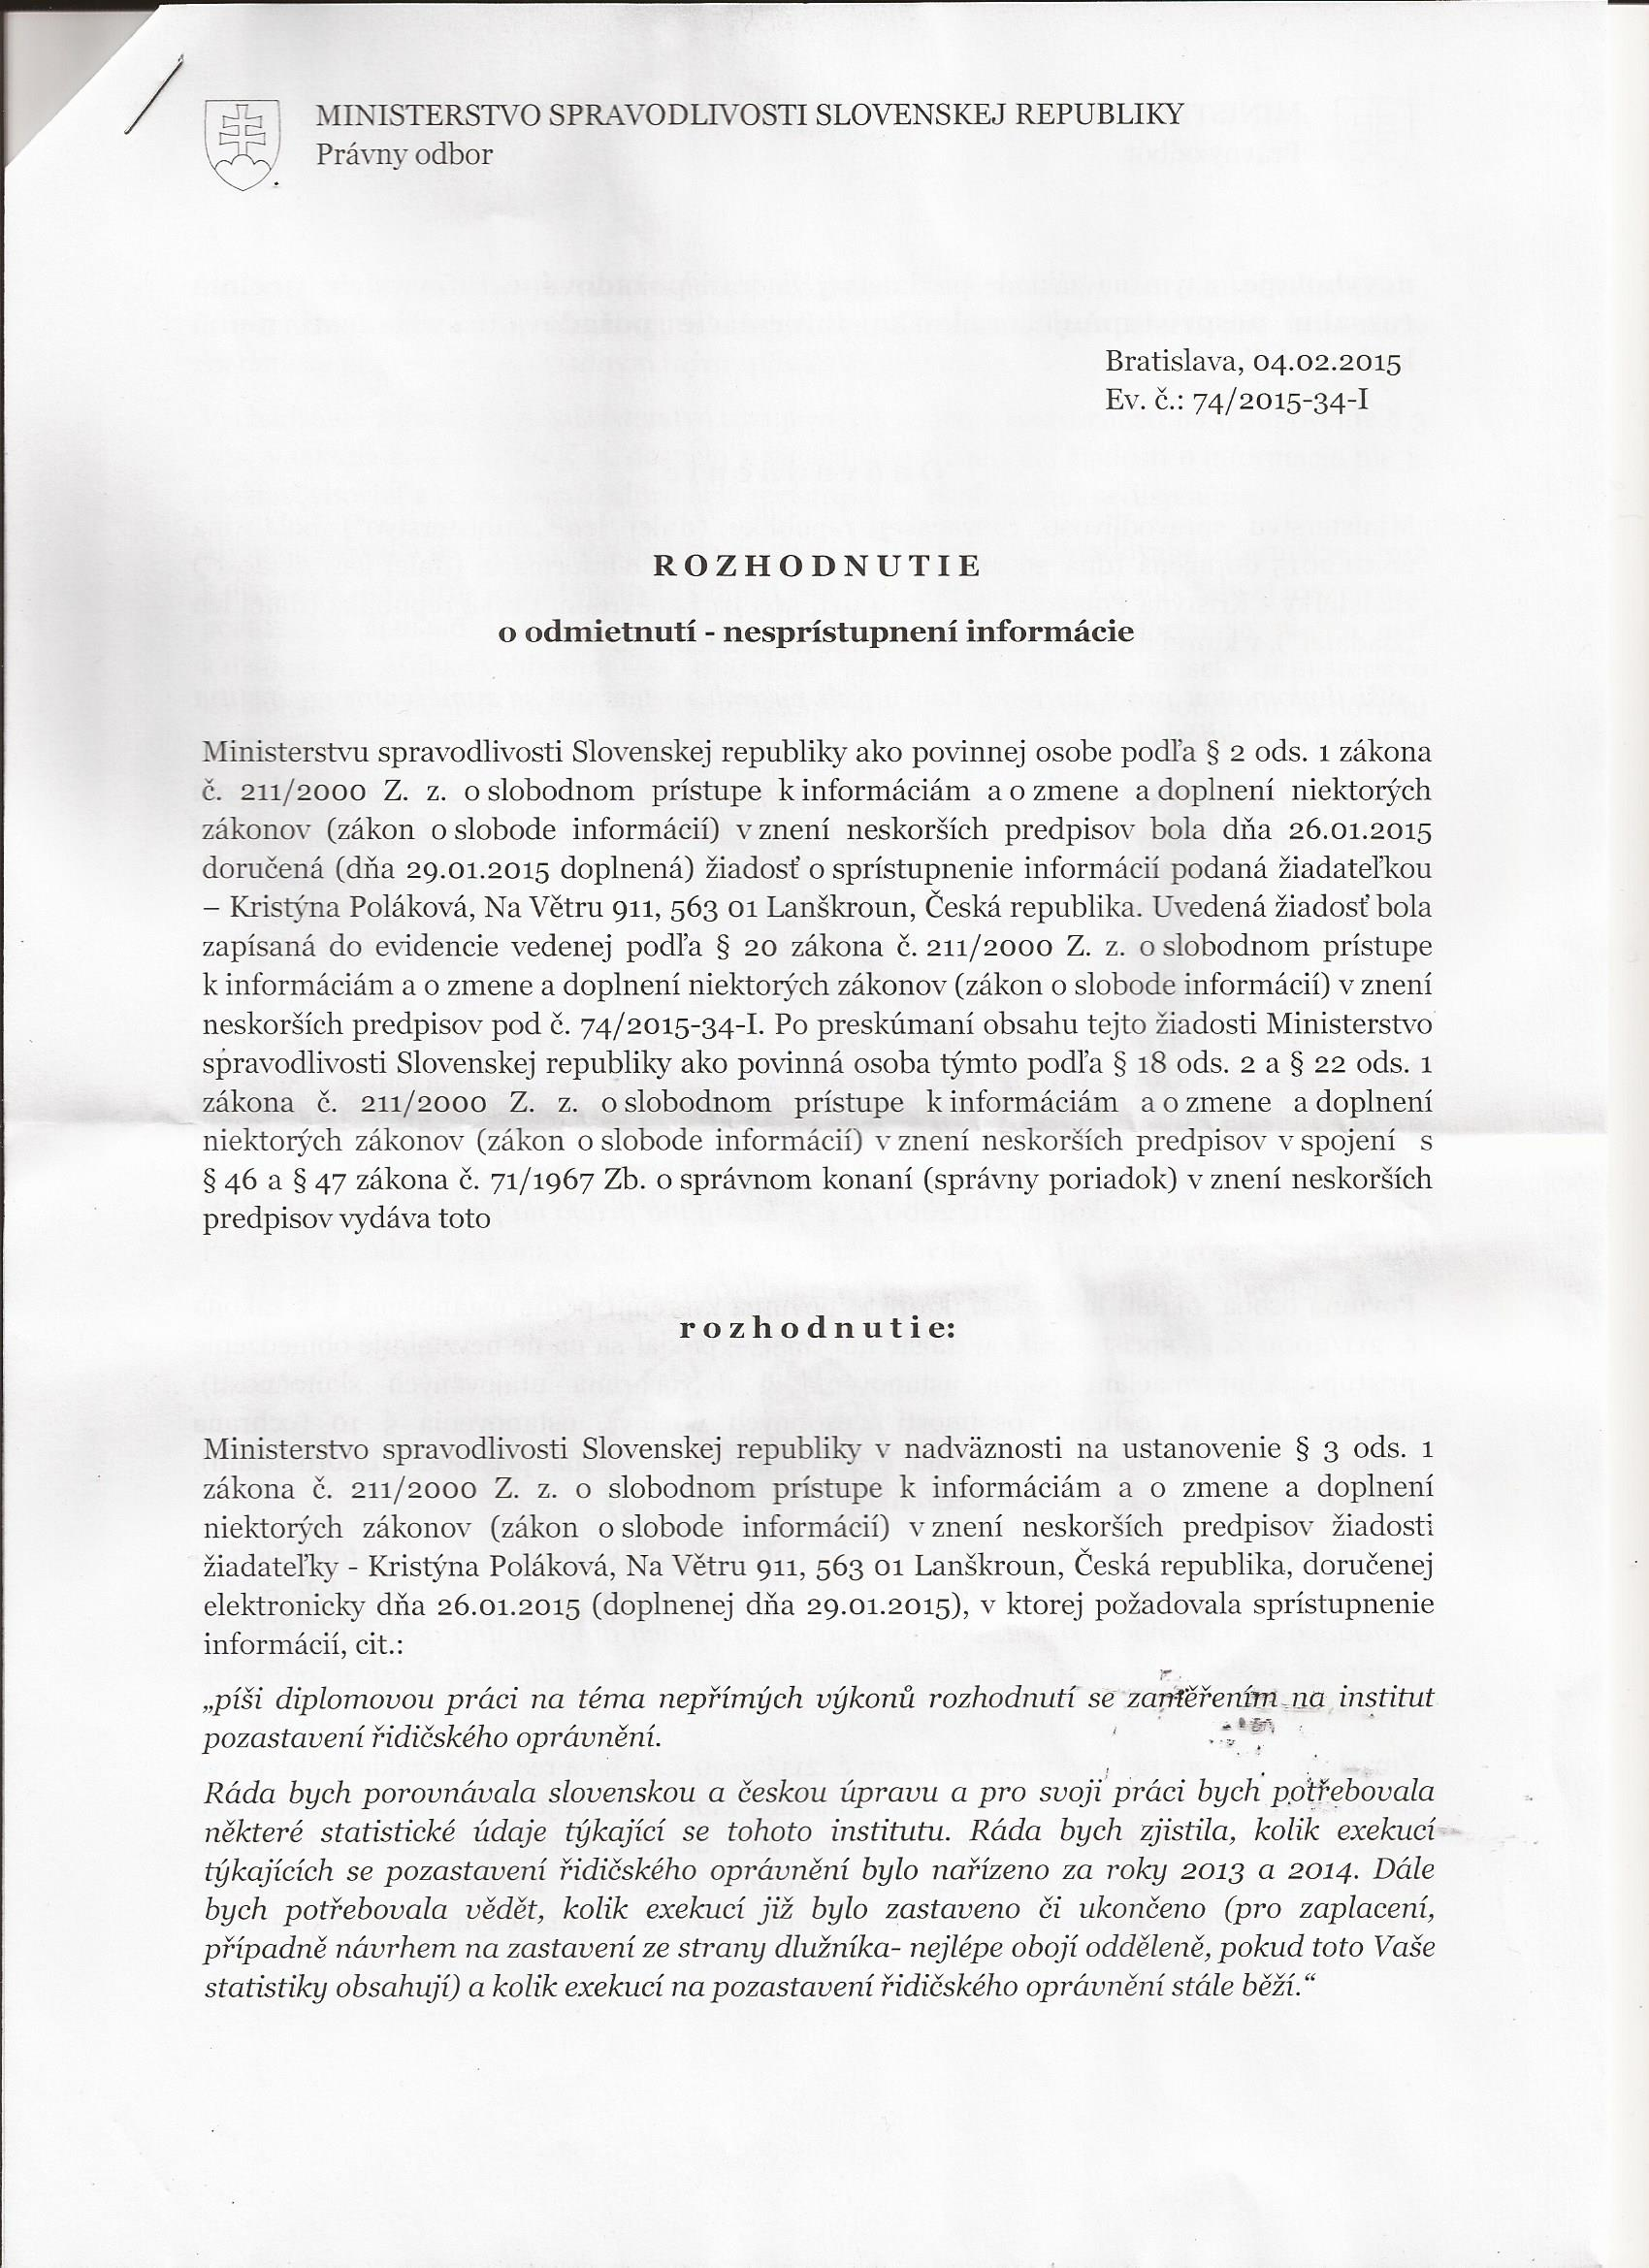 MINISTERSTVO SPRAVODLIVOSTI SLOVENSKEJ REPUBLIKY
Právny odbor
Bratislava, 04.02.2015
Ev. č.: 74/2015-34-I
ROZHODNUTIE
o odmietnutí - nesprístupnení informácie
Ministerstvu spravodlivosti Slovenskej republiky ako povinnej osobe podľa § 2 ods. 1 zákona
č. 211/2000 Z. z. o slobodnom prístupe k informáciám a o zmene a doplnení niektorých
zákonov (zákon o slobode informácií) v znení neskorších predpisov bola dňa 26.01.2015
doručená (dňa 29.01.2015 doplnená) žiadosť o sprístupnenie informácií podaná žiadateľkou
– Kristýna Poláková, Na Větru 911, 563 01 Lanškroun, Česká republika. Uvedená žiadosť bola
zapísaná do evidencie vedenej podľa § 20 zákona č. 211/2000 Z. z. o slobodnom prístupe
k informáciám a o zmene a doplnení niektorých zákonov (zákon o slobode informácií) v znení
neskorších predpisov pod č. 74/2015-34-I. Po preskúmaní obsahu tejto žiadosti Ministerstvo
spravodlivosti Slovenskej republiky ako povinná osoba týmto podľa § 18 ods. 2 a § 22 ods. 1
zákona č. 211/2000 Z. z. o slobodnom prístupe k informáciám a o zmene a doplnení
niektorých zákonov (zákon o slobode informácií) v znení neskorších predpisov v spojení s
§ 46 a § 47 zákona č. 71/1967 Zb. o správnom konaní (správny poriadok) v znení neskorších
predpisov vydáva toto
rozhodnutie:
Ministerstvo spravodlivosti Slovenskej republiky v nadväznosti na ustanovenie § 3 ods. 1
zákona č. 211/2000 Z. z. o slobodnom prístupe k informáciám a o zmene a doplnení
niektorých zákonov (zákon o slobode informácií) v znení neskorších predpisov žiadosti
žiadateľky - Kristýna Poláková, Na Větru 911, 563 01 Lanškroun, Česká republika, doručenej
elektronicky dňa 26.01.2015 (doplnenej dňa 29.01.2015), v ktorej požadovala sprístupnenie
informácií, cit.:
„píši diplomovou práci na téma nepřímých výkonů rozhodnutí se zaměřením na institut
pozastavení řidičského oprávnění.
Ráda bych porovnávala slovenskou a českou úpravu a pro svoji práci bych potřebovala
některé statistické údaje týkající se tohoto institutu. Ráda bych zjistila, kolik exekucí
týkajících se pozastavení řidičského oprávnění bylo nařízeno za roky 2013 a 2014. Dále
bych potřebovala vědět, kolik exekucí již bylo zastaveno či ukončeno (pro zaplacení,
případně návrhem na zastavení ze strany dlužníka- nejlépe obojí odděleně, pokud toto Vaše
statistiky obsahují) a kolik exekucí na pozastavení řidičského oprávnění stále běží.“